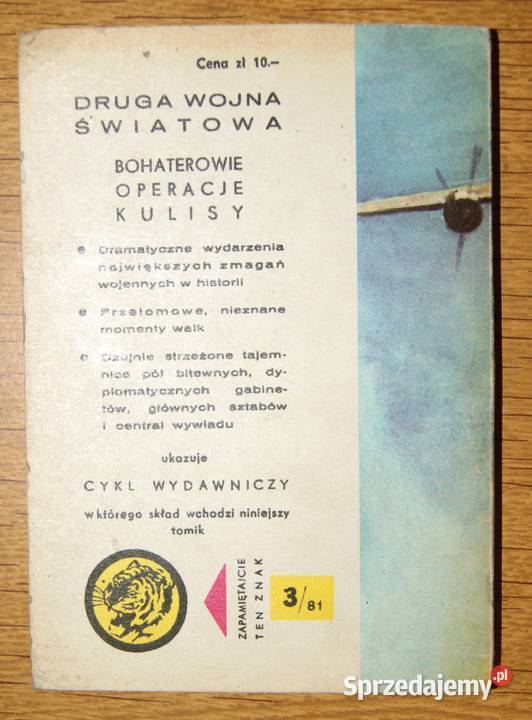 Cena zł 10.–
DRUGA WOJNA
ŚWIATOWA
BOHATEROWIE
OPERACJE
KULISY
Dramatyczne wydarzenia
największych zmagań
wojennych w historii
Przełomowe, nieznane
momenty walk
Czujnie strzeżone tajem-
nice pól bitewnych, dy-
plomatycznych gabine-
tów, głównych sztabów
i central wywiadu
ukazuje
CYKL WYDAWNICZY
w którego skład wchodzi niniejszy
tomik
ZAPAMIĘTAJCIE
TEN ZNAK
3/81
Sprzedajemy.pl